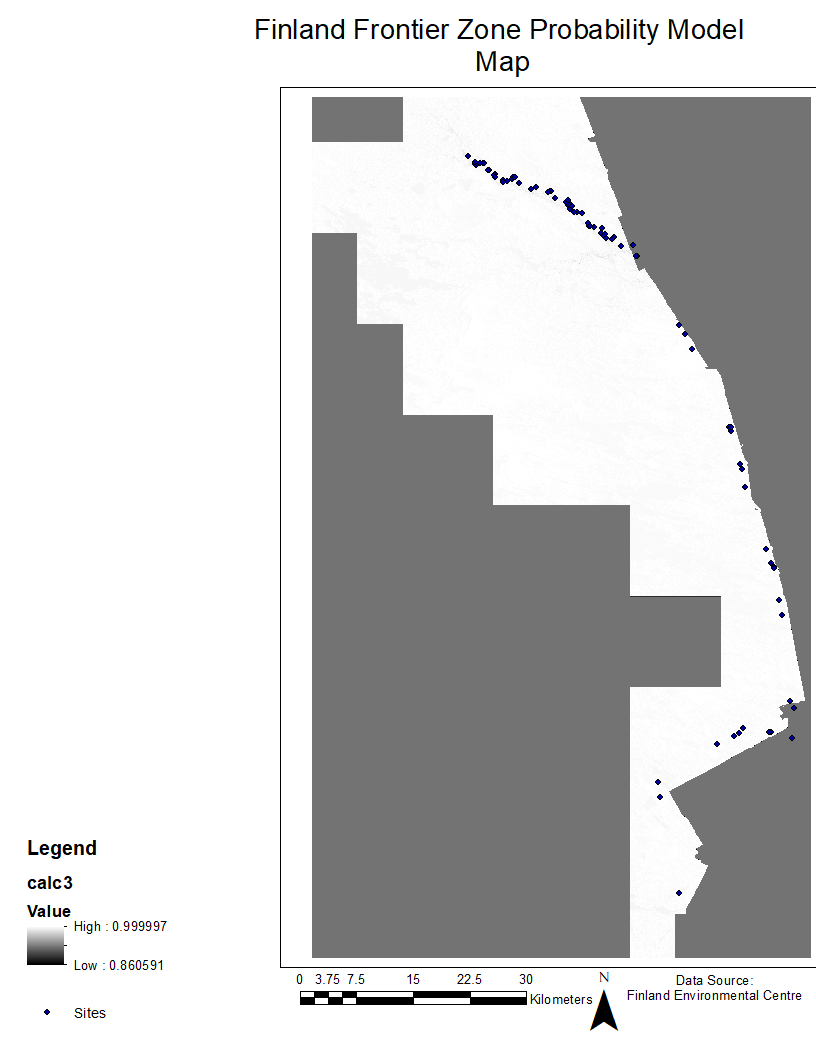 Finland Frontier Zone Probability Model
Map
Legend
calc3
Value
High : 0.999997
Low : 0.860591
Sites
0 3.75 7.5 15 22.5 30
Kilometers
N
Data Source:
Finland Environmental Centre